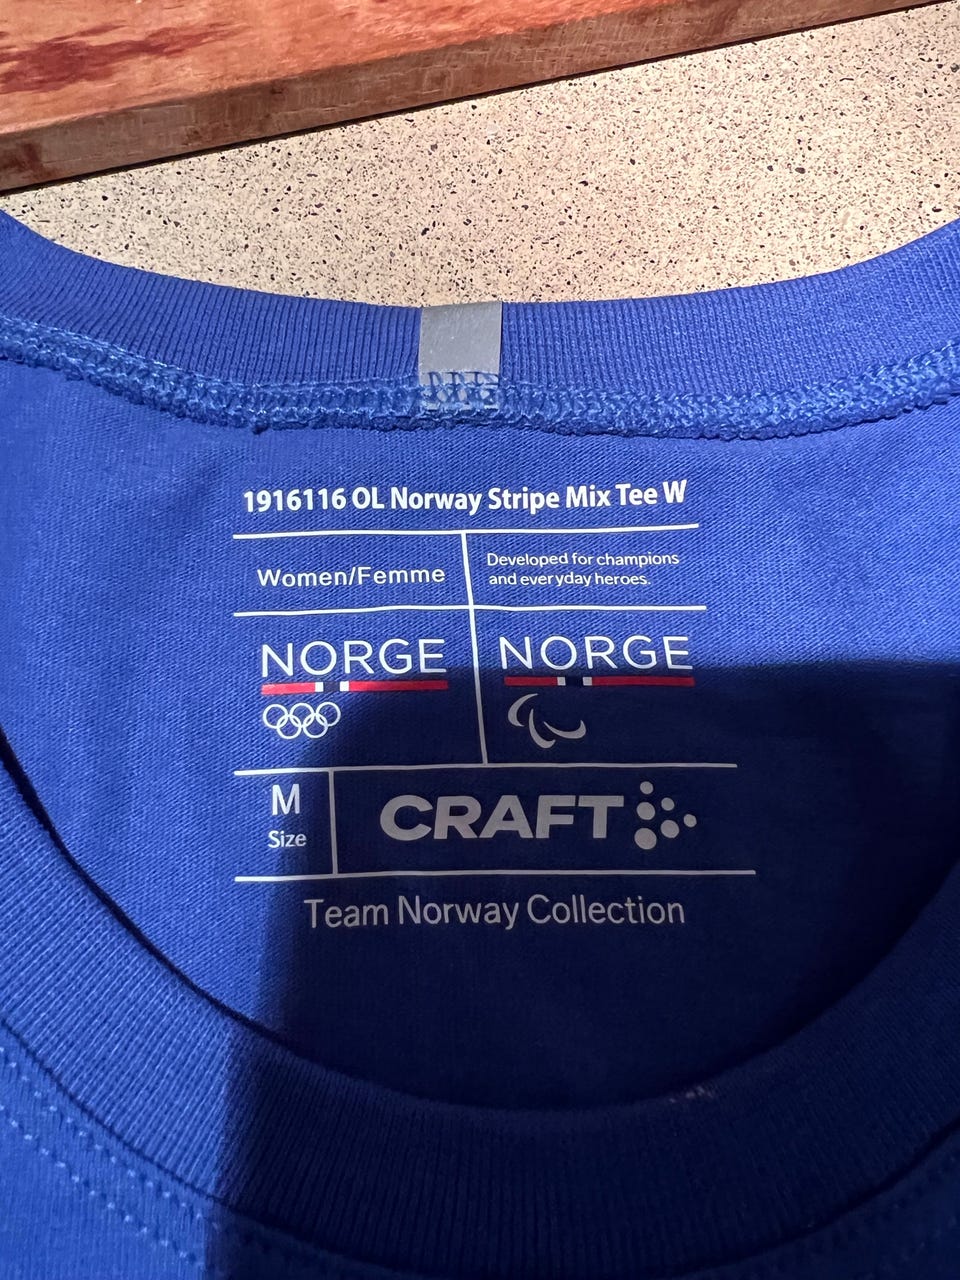 1916116 OL Norway Stripe Mix Tee W
Women/Femme
Developed for champions
and everyday heroes.
NORGE
NORGE
M
Size
CRAFT
Team Norway Collection